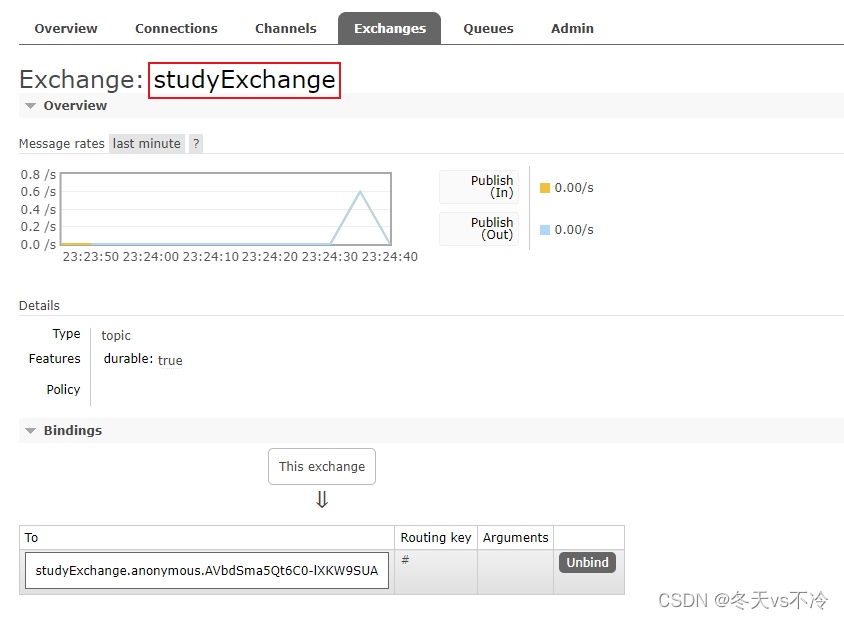 Overview Connections Channels Exchanges Queues Admin
Exchange: studyExchange
Overview
Message rates last minute ?
0.8 /s
0.6 /s
0.4 /s
0.2 /s
0.0 /s
23:23:50 23:24:00 23:24:10 23:24:20 23:24:30 23:24:40
Publish
(In)
0.00/s
Publish
(Out)
0.00/s
Details
Type topic
Features durable: true
Policy
Bindings
This exchange
⇓
To Routing key Arguments
studyExchange.anonymous.AVbdSma5Qt6C0-lXKW9SUA # Unbind
CSDN @冬天vs不冷